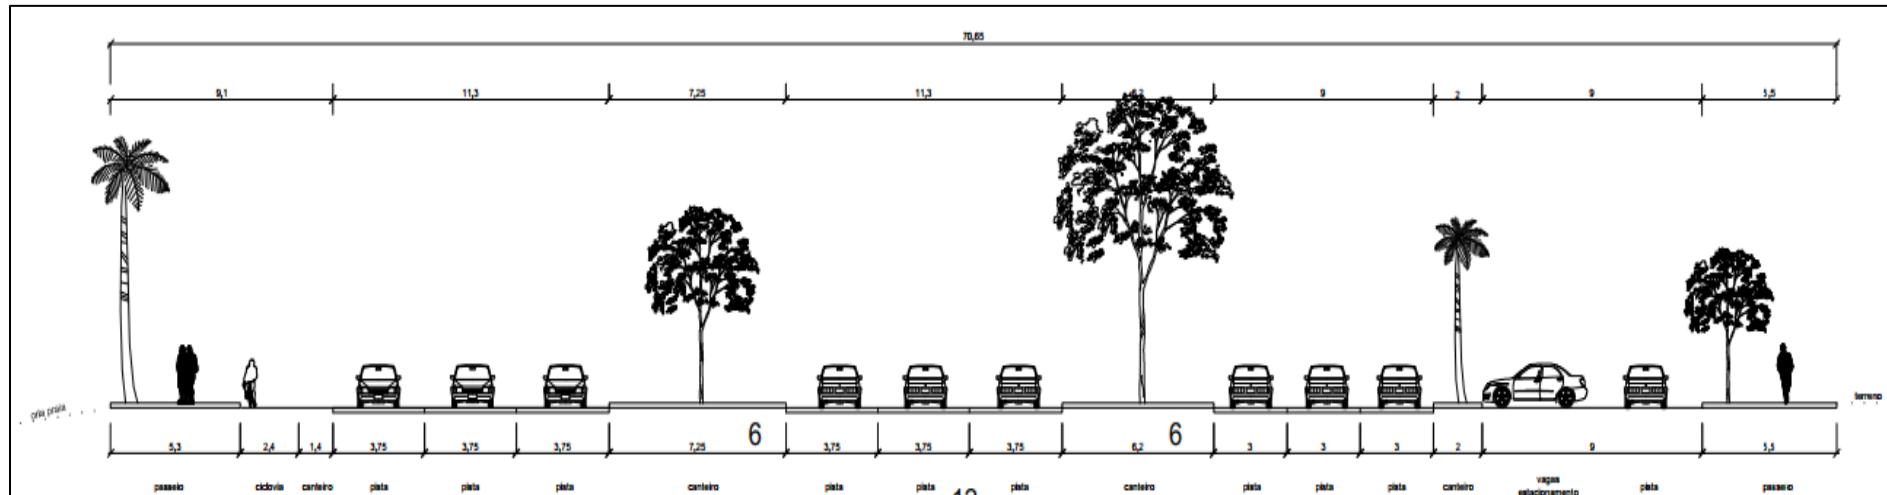 70,65
9,1 11,3 7,25 11,3 6,2 9 2 9 5,5
pria praia
terreno
6 6
5,3 2,4 1,4 3,75 3,75 3,75 7,25 3,75 3,75 3,75 6,2 3 3 3 2 9 5,5
passeio ciclovia canteiro pista pista pista canteiro pista pista pista canteiro pista pista pista canteiro vagas pista passeio
estacionamento